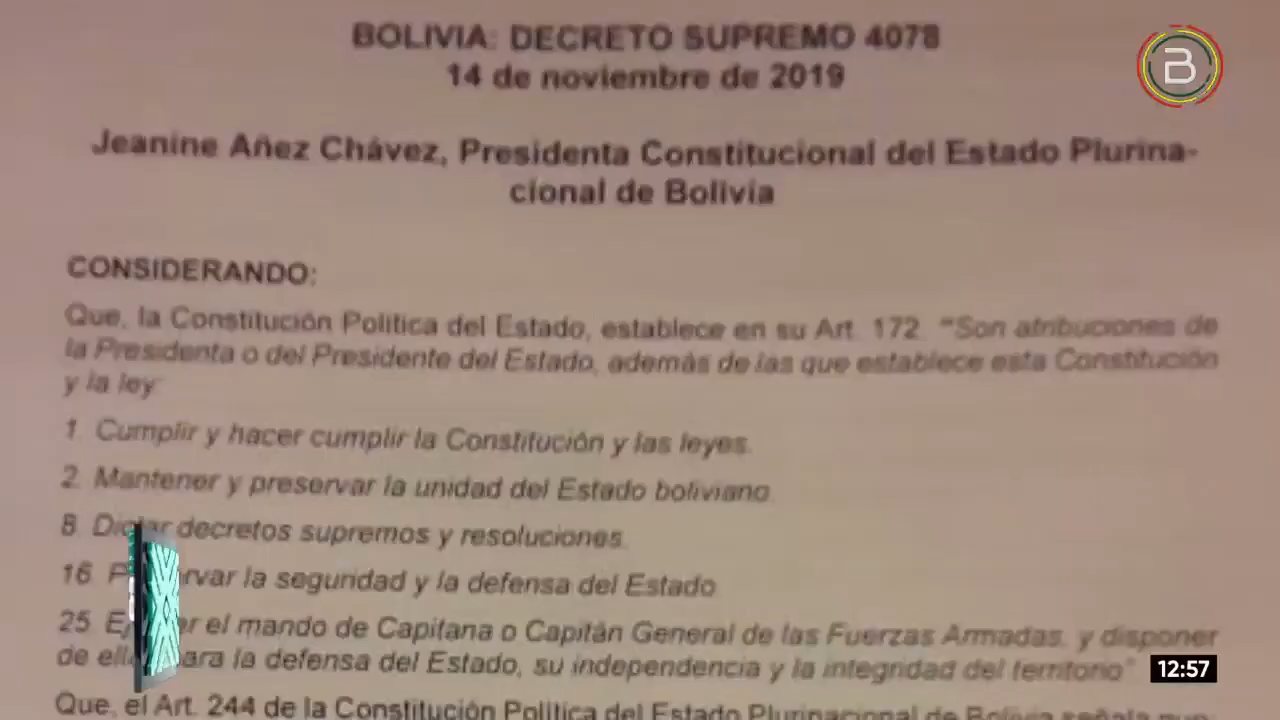 BOLIVIA: DECRETO SUPREMO 4078
B
14 de noviembre de 2019
Jeanine Añez Chávez, Presidenta Constitucional del Estado Plurina-
cional de Bolivia
CONSIDERANDO:
Que, la Constitución Política del Estado, establece en su Art. 172. "Son atribuciones de
la Presidenta o del Presidente del Estado, además de las que establece esta Constitución
y la ley:
1. Cumplir y hacer cumplir la Constitución y las leyes.
2. Mantener y preservar la unidad del Estado boliviano.
8. Dictar decretos supremos y resoluciones.
16. la seguridad y la defensa del Estado
25. el mando de Capitana o Capitán General de las Fuerzas Armadas, y disponer
de para la defensa del Estado, su independencia y la integridad del territorio"
12:57
Que, el Art. 244 de la Constitución Política del Estado Plurinacional de Bolivia señala que